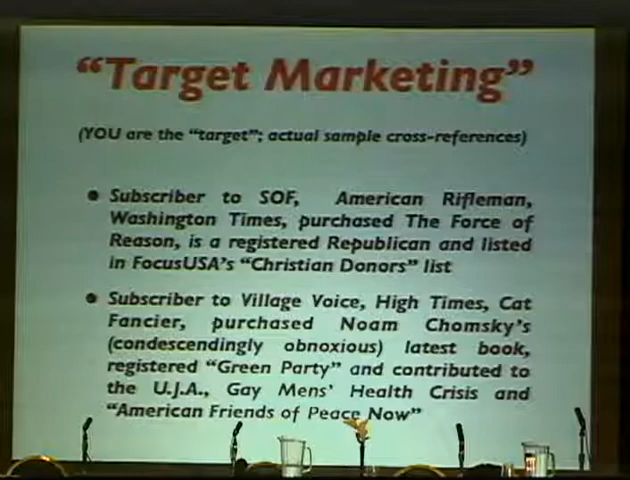 “Target Marketing”
(YOU are the “target”; actual sample cross-references)
• Subscriber to SOF, American Rifleman,
Washington Times, purchased The Force of
Reason, is a registered Republican and listed
in FocusUSA’s “Christian Donors” list
• Subscriber to Village Voice, High Times, Cat
Fancier, purchased Noam Chomsky’s
(condescendingly obnoxious) latest book,
registered “Green Party” and contributed to
the U.J.A., Gay Mens’ Health Crisis and
“American Friends of Peace Now”